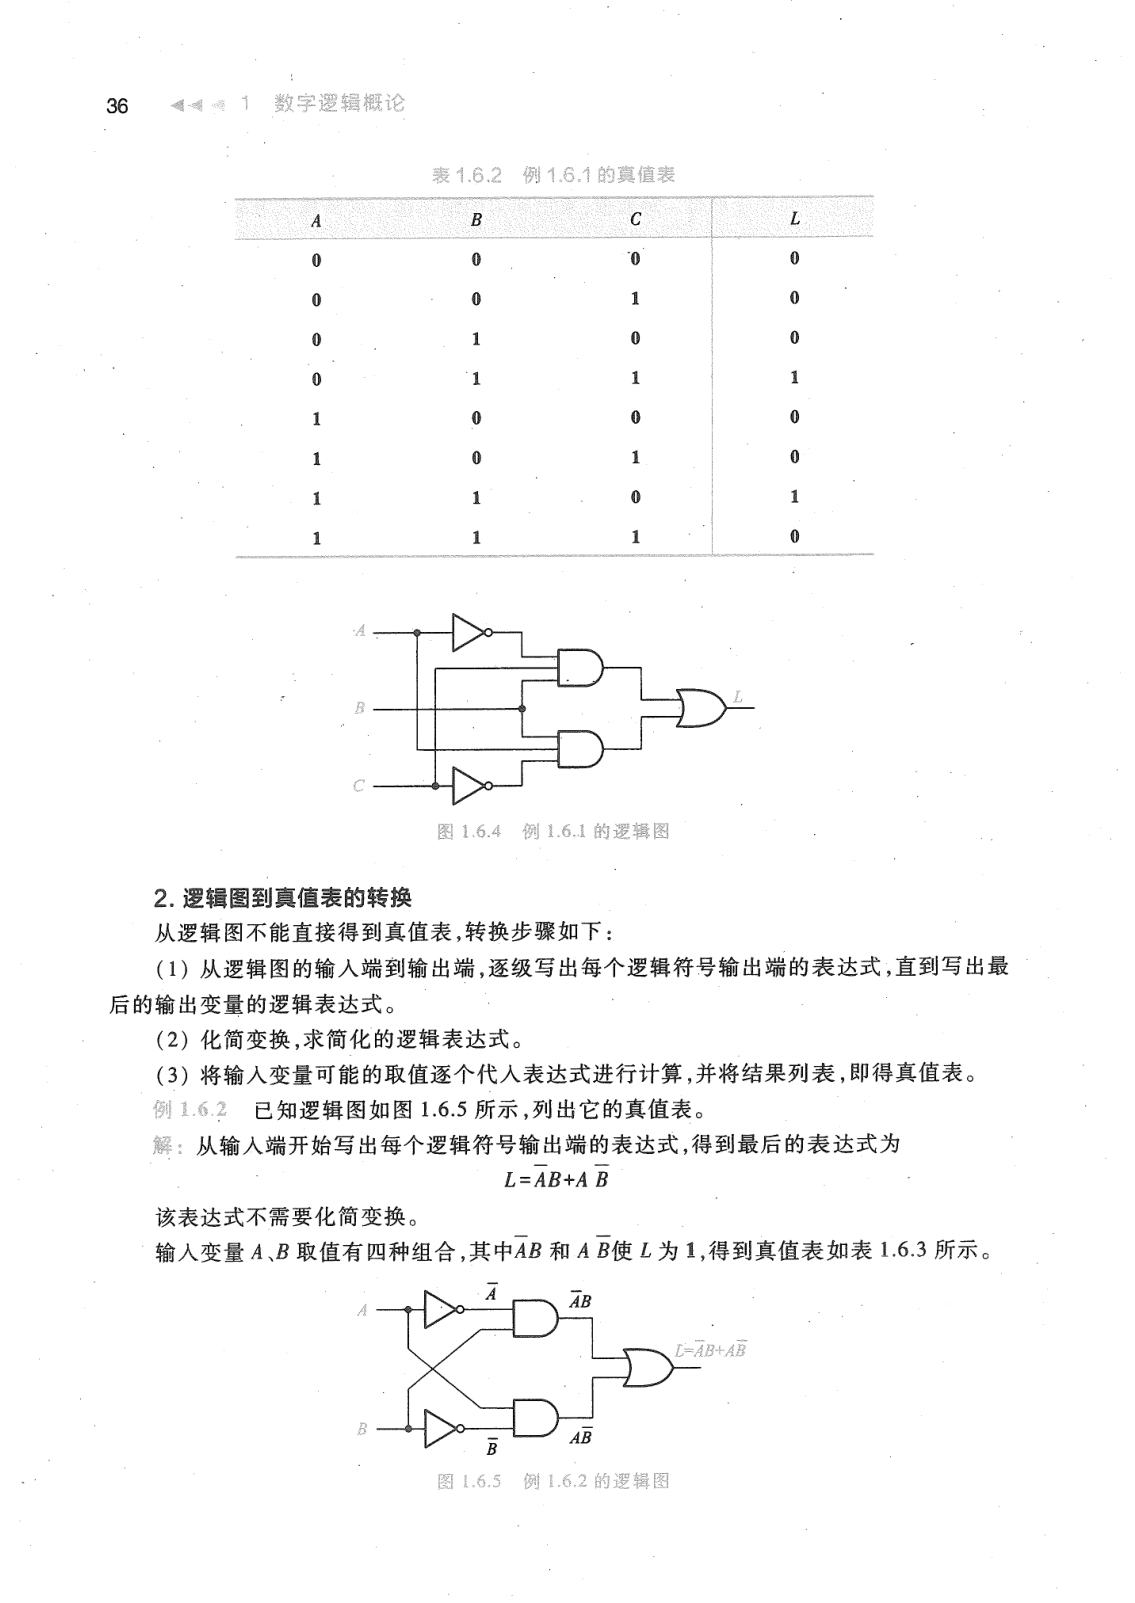 36 1 数字逻辑概论
表 1.6.2 例 1.6.1 的真值表
A B C L
0 0 0 0
0 0 1 0
0 1 0 0
0 1 1 1
1 0 0 0
1 0 1 0
1 1 0 1
1 1 1 0
A
B
L
C
图 1.6.4 例 1.6.1 的逻辑图
2. 逻辑图到真值表的转换
从逻辑图不能直接得到真值表,转换步骤如下:
(1) 从逻辑图的输入端到输出端,逐级写出每个逻辑符号输出端的表达式,直到写出最
后的输出变量的逻辑表达式。
(2) 化简变换,求简化的逻辑表达式。
(3) 将输入变量可能的取值逐个代入表达式进行计算,并将结果列表,即得真值表。
例 1.6.2 已知逻辑图如图 1.6.5 所示,列出它的真值表。
解: 从输入端开始写出每个逻辑符号输出端的表达式,得到最后的表达式为
L=A̅B+A B̅
该表达式不需要化简变换。
输入变量 A、B 取值有四种组合,其中A̅B 和 A B̅使 L 为 1,得到真值表如表 1.6.3 所示。
A A̅ A̅B
L=A̅B+AB̅
B B̅ AB̅
图 1.6.5 例 1.6.2 的逻辑图